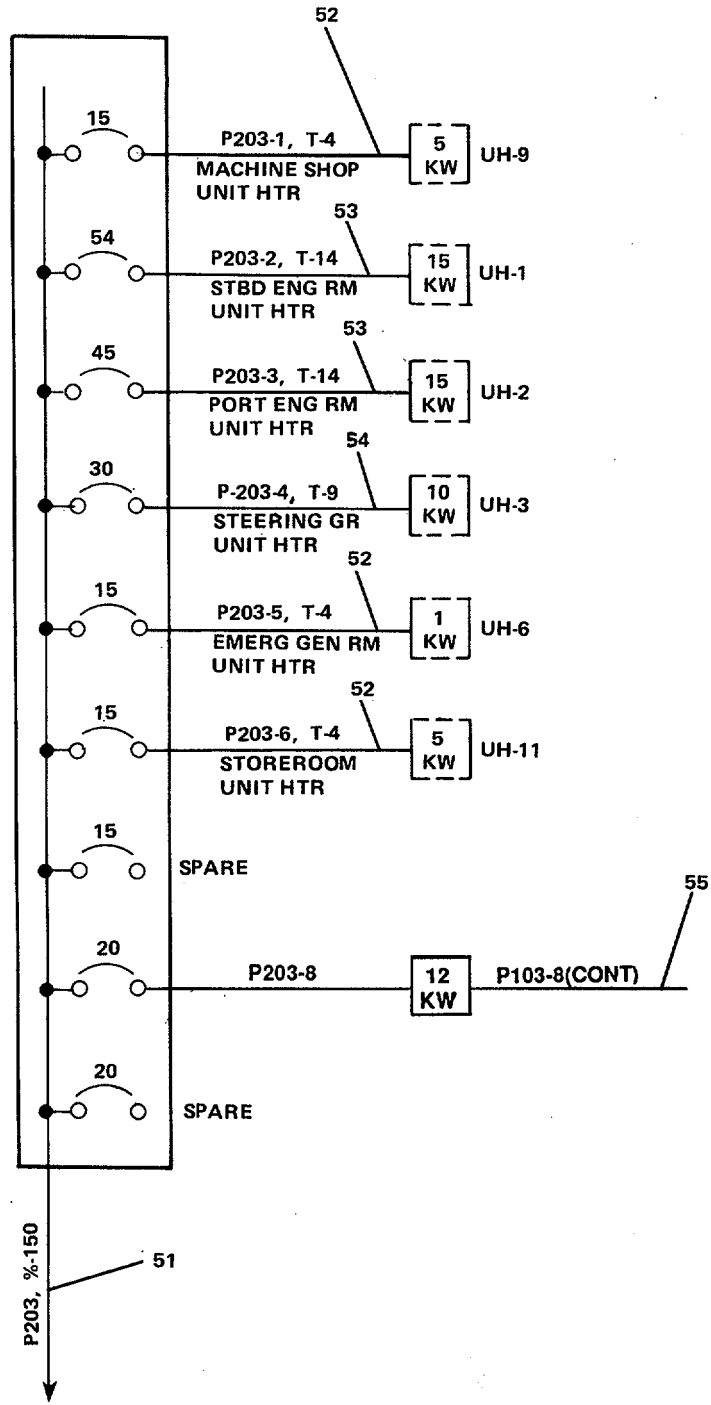 52
15
P203-1, T-4
MACHINE SHOP
UNIT HTR
5
KW
UH-9
53
54
P203-2, T-14
STBD ENG RM
UNIT HTR
15
KW
UH-1
53
45
P203-3, T-14
PORT ENG RM
UNIT HTR
15
KW
UH-2
54
30
P-203-4, T-9
STEERING GR
UNIT HTR
10
KW
UH-3
52
15
P203-5, T-4
EMERG GEN RM
UNIT HTR
1
KW
UH-6
52
15
P203-6, T-4
STOREROOM
UNIT HTR
5
KW
UH-11
15
SPARE
55
20
P203-8
12
KW
P103-8(CONT)
20
SPARE
P203, %-150
51